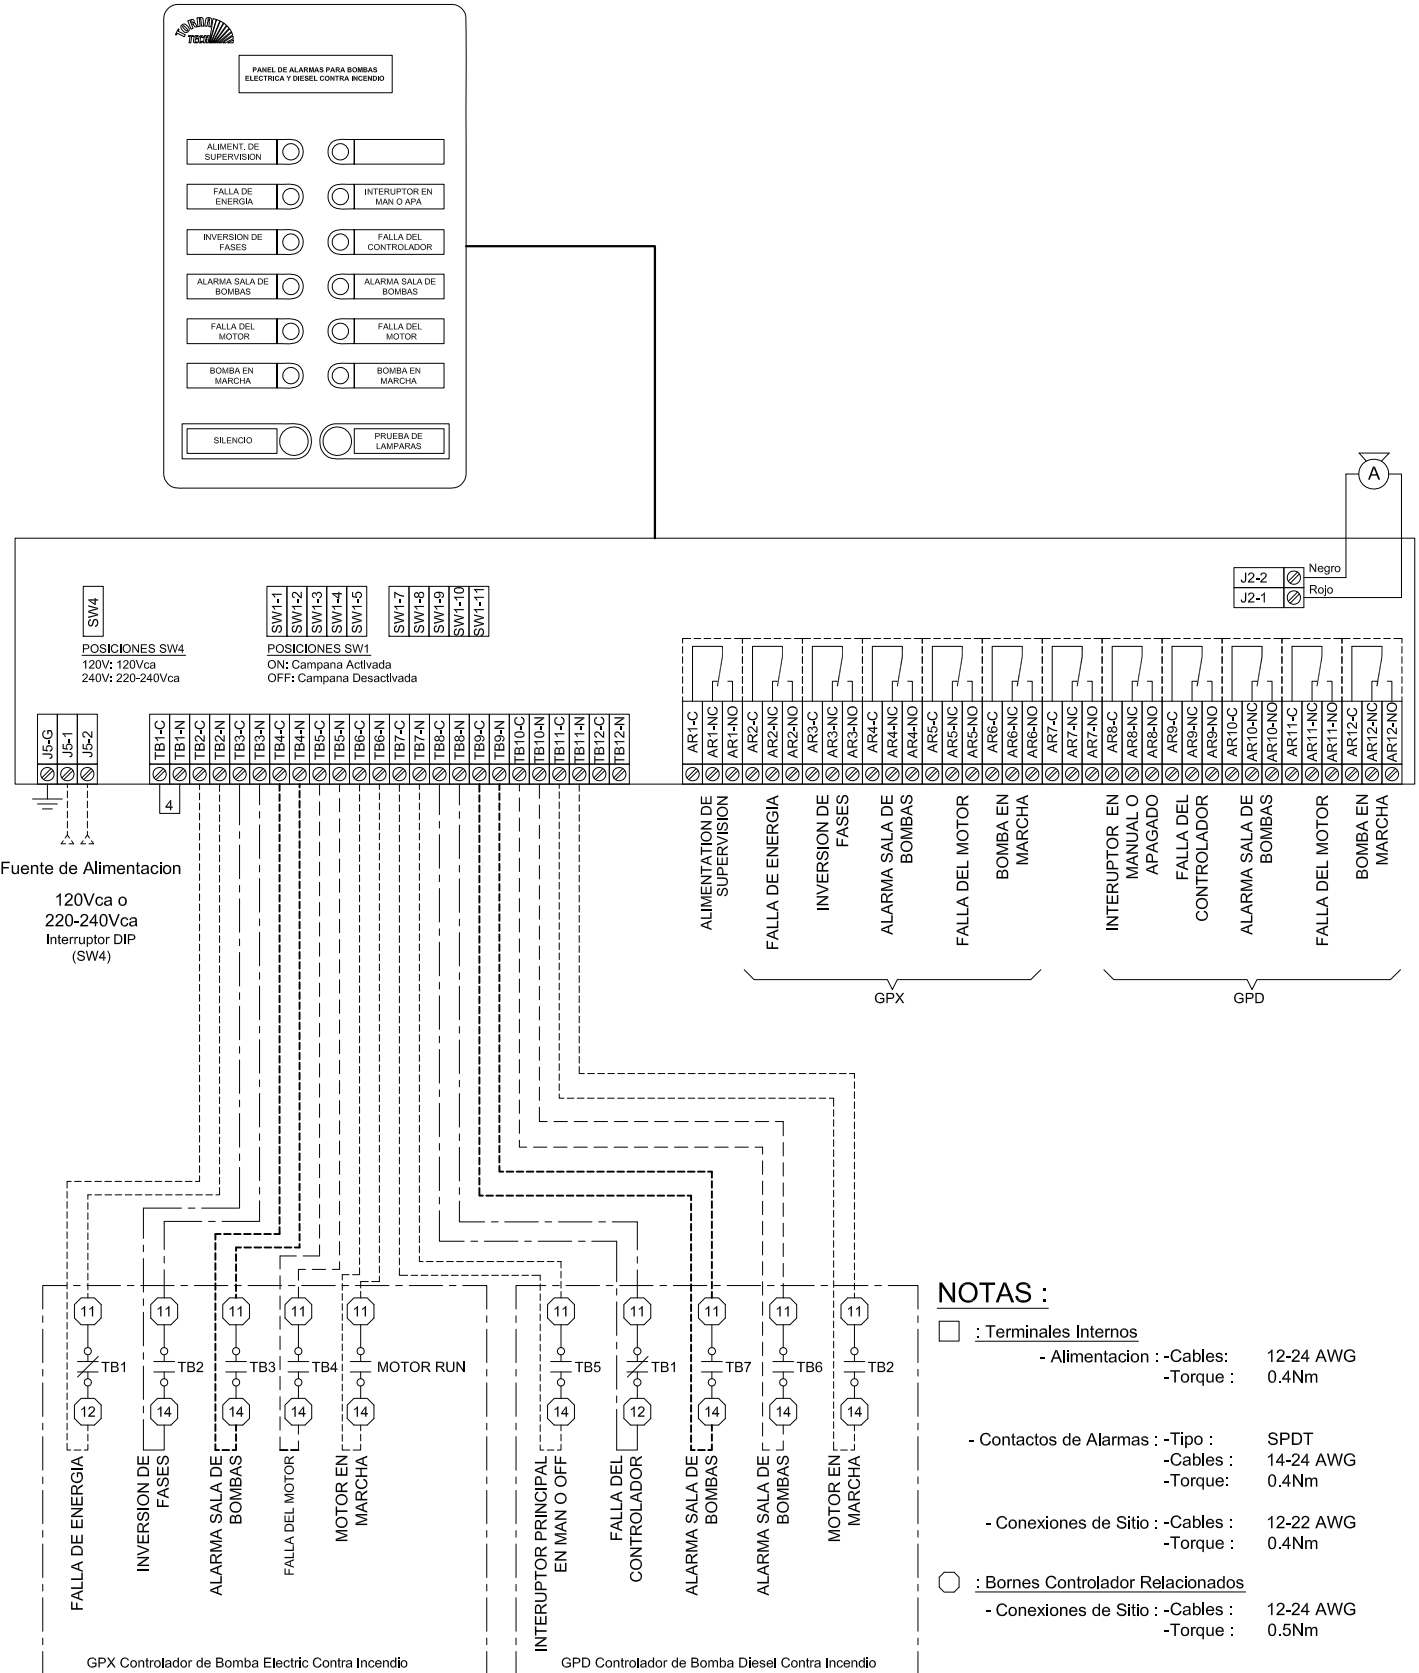 TORNA
TECH
PANEL DE ALARMAS PARA BOMBAS
ELECTRICA Y DIESEL CONTRA INCENDIO
ALIMENT. DE
SUPERVISION
FALLA DE
ENERGIA
INTERUPTOR EN
MAN O APA
INVERSION DE
FASES
FALLA DEL
CONTROLADOR
ALARMA SALA DE
BOMBAS
ALARMA SALA DE
BOMBAS
FALLA DEL
MOTOR
FALLA DEL
MOTOR
BOMBA EN
MARCHA
BOMBA EN
MARCHA
SILENCIO
PRUEBA DE
LAMPARAS
A
Negro
Rojo
J2-2
J2-1
SW4
POSICIONES SW4
120V: 120Vca
240V: 220-240Vca
SW1-1
SW1-2
SW1-3
SW1-4
SW1-5
SW1-7
SW1-8
SW1-9
SW1-10
SW1-11
POSICIONES SW1
ON: Campana Activada
OFF: Campana Desactivada
J5-G
J5-1
J5-2
TB1-C
TB1-N
TB2-C
TB2-N
TB3-C
TB3-N
TB4-C
TB4-N
TB5-C
TB5-N
TB6-C
TB6-N
TB7-C
TB7-N
TB8-C
TB8-N
TB9-C
TB9-N
TB10-C
TB10-N
TB11-C
TB11-N
TB12-C
TB12-N
AR1-C
AR1-NC
AR1-NO
AR2-C
AR2-NC
AR2-NO
AR3-C
AR3-NC
AR3-NO
AR4-C
AR4-NC
AR4-NO
AR5-C
AR5-NC
AR5-NO
AR6-C
AR6-NC
AR6-NO
AR7-C
AR7-NC
AR7-NO
AR8-C
AR8-NC
AR8-NO
AR9-C
AR9-NC
AR9-NO
AR10-C
AR10-NC
AR10-NO
AR11-C
AR11-NC
AR11-NO
AR12-C
AR12-NC
AR12-NO
4
Fuente de Alimentacion
120Vca o
220-240Vca
Interruptor DIP
(SW4)
ALIMENTATION DE
SUPERVISION
FALLA DE ENERGIA
INVERSION DE
FASES
ALARMA SALA DE
BOMBAS
FALLA DEL MOTOR
BOMBA EN
MARCHA
INTERUPTOR EN
MANUAL O
APAGADO
FALLA DEL
CONTROLADOR
ALARMA SALA DE
BOMBAS
FALLA DEL MOTOR
BOMBA EN
MARCHA
GPX
GPD
11
11
11
11
11
11
11
11
11
11
TB1
TB2
TB3
TB4
MOTOR RUN
TB5
TB1
TB7
TB6
TB2
12
14
14
14
14
14
12
14
14
14
FALLA DE ENERGIA
INVERSION DE
FASES
ALARMA SALA DE
BOMBAS
FALLA DEL MOTOR
MOTOR EN
MARCHA
INTERUPTOR PRINCIPAL
EN MAN O OFF
FALLA DEL
CONTROLADOR
ALARMA SALA DE
BOMBAS
ALARMA SALA DE
BOMBAS
MOTOR EN
MARCHA
GPX Controlador de Bomba Electric Contra Incendio
GPD Controlador de Bomba Diesel Contra Incendio
NOTAS :
: Terminales Internos
- Alimentacion : -Cables: 12-24 AWG
-Torque : 0.4Nm
- Contactos de Alarmas : -Tipo : SPDT
-Cables : 14-24 AWG
-Torque: 0.4Nm
- Conexiones de Sitio : -Cables : 12-22 AWG
-Torque : 0.4Nm
: Bornes Controlador Relacionados
- Conexiones de Sitio : -Cables : 12-24 AWG
-Torque : 0.5Nm